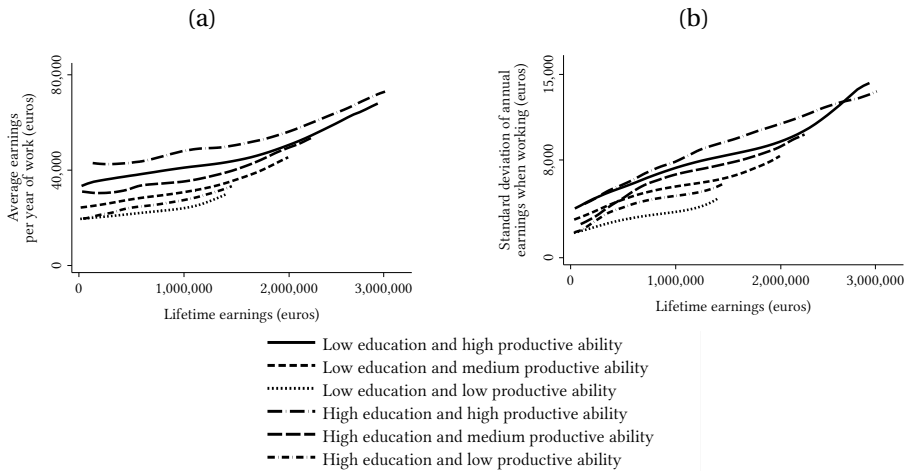 (a)
(b)
Average earnings
per year of work (euros)
80,000
40,000
0
0 1,000,000 2,000,000 3,000,000
Lifetime earnings (euros)
Standard deviation of annual
earnings when working (euros)
15,000
8,000
0
0 1,000,000 2,000,000 3,000,000
Lifetime earnings (euros)
Low education and high productive ability
Low education and medium productive ability
Low education and low productive ability
High education and high productive ability
High education and medium productive ability
High education and low productive ability